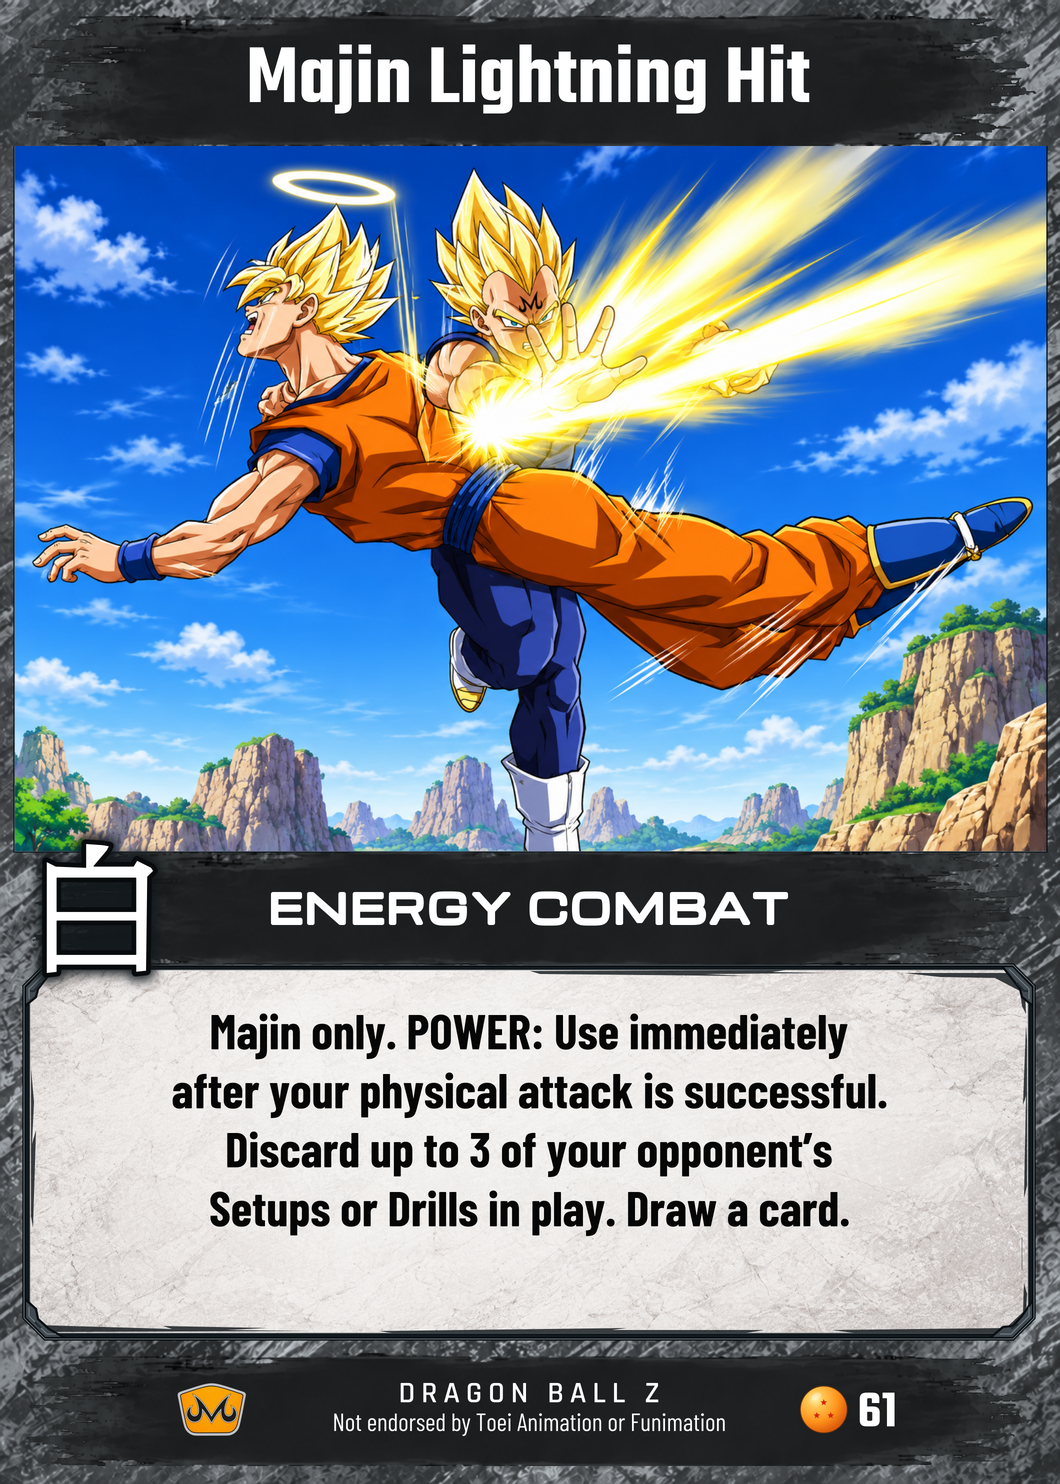 Majin Lightning Hit
白
ENERGY COMBAT
Majin only. POWER: Use immediately
after your physical attack is successful.
Discard up to 3 of your opponent’s
Setups or Drills in play. Draw a card.
DRAGON BALL Z
Not endorsed by Toei Animation or Funimation
61